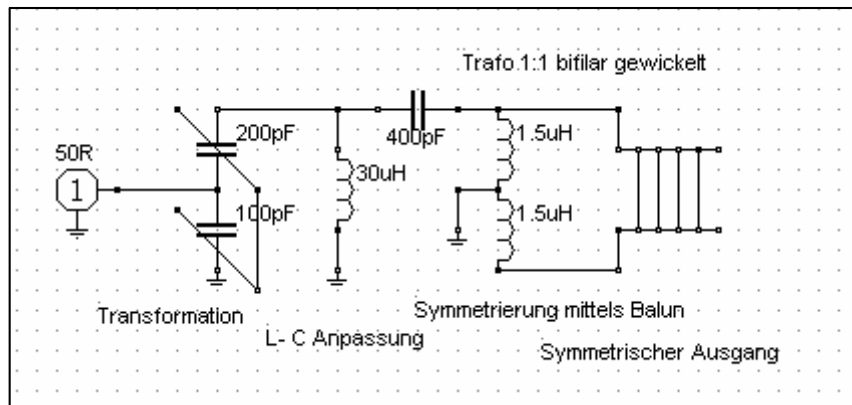 Trafo 1:1 bifilar gewickelt
200pF
400pF
1.5uH
50R
30uH
1
100pF
1.5uH
Transformation
Symmetrierung mittels Balun
L- C Anpassung
Symmetrischer Ausgang